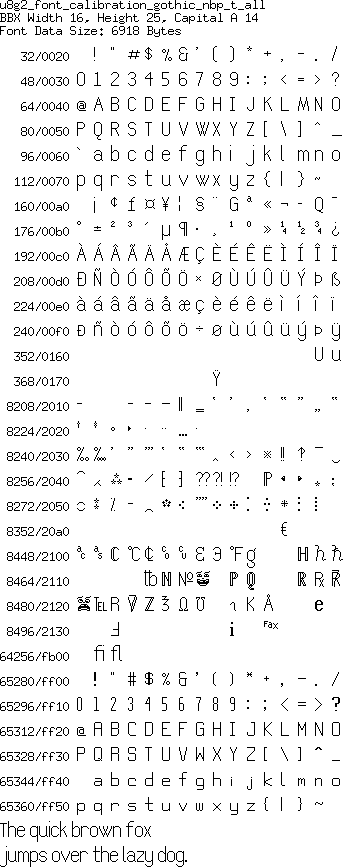 u8g2_font_calibration_gothic_nbp_t_all
BBX Width 16, Height 25, Capital A 14
Font Data Size: 6918 Bytes
32/0020 ! " # $ % & ' ( ) * + , - . /
48/0030 0 1 2 3 4 5 6 7 8 9 : ; < = > ?
64/0040 @ A B C D E F G H I J K L M N O
80/0050 P Q R S T U V W X Y Z [ \ ] ^ _
96/0060 ` a b c d e f g h i j k l m n o
112/0070 p q r s t u v w x y z { | } ~
160/00a0 ¡ ¢ £ ¤ ¥ ¦ § ¨ G ª « ¬ - Q ¯
176/00b0 ° ± ² ³ ´ µ ¶ · ¸ ¹ º » ¼ ½ ¾ ¿
192/00c0 À Á Â Ã Ä Å Æ Ç È É Ê Ë Ì Í Î Ï
208/00d0 Ð Ñ Ò Ó Ô Õ Ö × Ø Ù Ú Û Ü Ý Þ ß
224/00e0 à á â ã ä å æ ç è é ê ë ì í î ï
240/00f0 ð ñ ò ó ô õ ö ÷ ø ù ú û ü ý þ ÿ
352/0160 U u
368/0170 Ÿ
8208/2010
8224/2020
8240/2030
8256/2040
8272/2050
8352/20a0 €
8448/2100
8464/2110
8480/2120
8496/2130
64256/fb00 ﬁ ﬂ
65280/ff00 ! " # $ % & ' ( ) * + , - . /
65296/ff10 0 1 2 3 4 5 6 7 8 9 : ; < = > ?
65312/ff20 @ A B C D E F G H I J K L M N O
65328/ff30 P Q R S T U V W X Y Z [ \ ] ^ _
65344/ff40 a b c d e f g h i j k l m n o
65360/ff50 p q r s t u v w x y z { | } ~
The quick brown fox
jumps over the lazy dog.